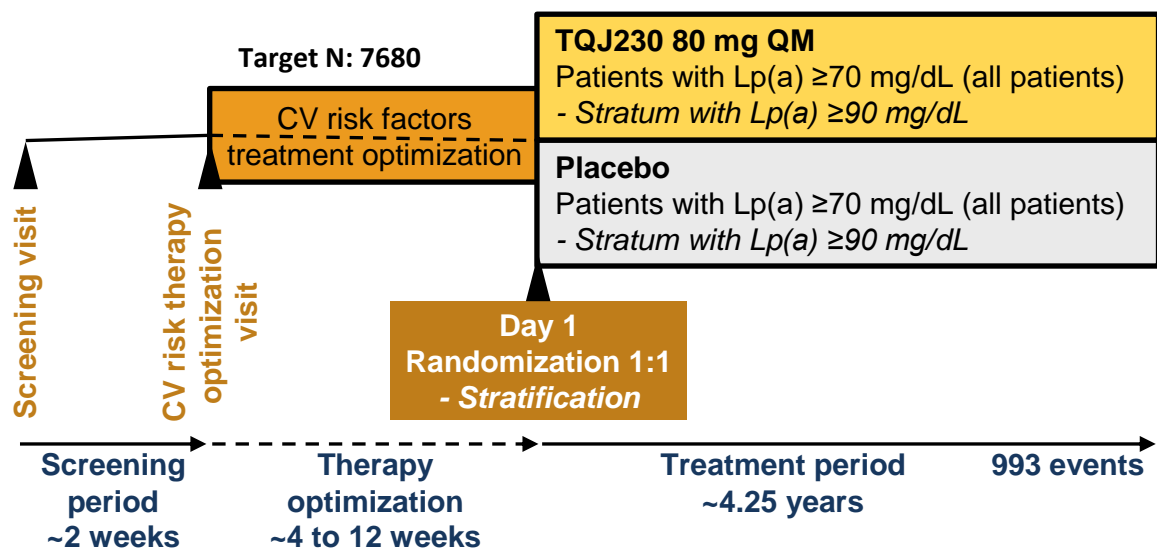 Target N: 7680
TQJ230 80 mg QM
Patients with Lp(a) ≥70 mg/dL (all patients)
- Stratum with Lp(a) ≥90 mg/dL
CV risk factors
treatment optimization
Placebo
Patients with Lp(a) ≥70 mg/dL (all patients)
- Stratum with Lp(a) ≥90 mg/dL
Screening visit
CV risk therapy
optimization
visit
Day 1
Randomization 1:1
- Stratification
Screening
period
~2 weeks
Therapy
optimization
~4 to 12 weeks
Treatment period
~4.25 years
993 events